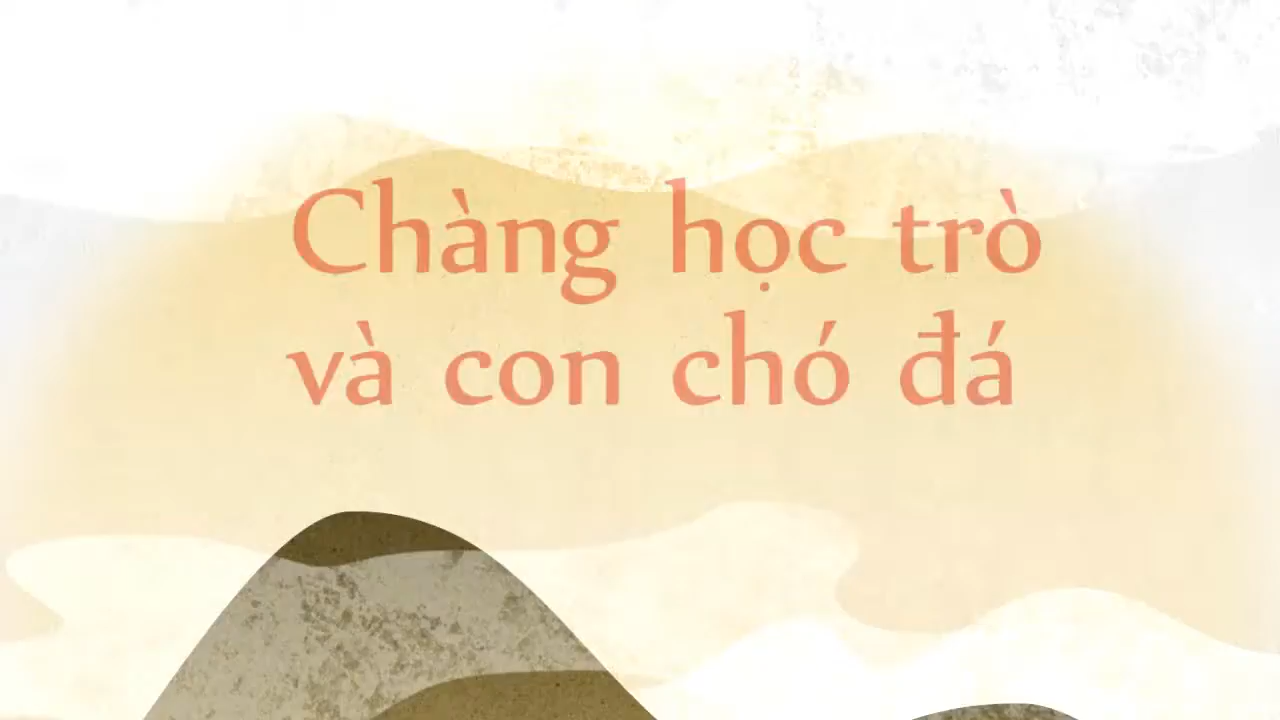 Chàng học trò
và con chó đá